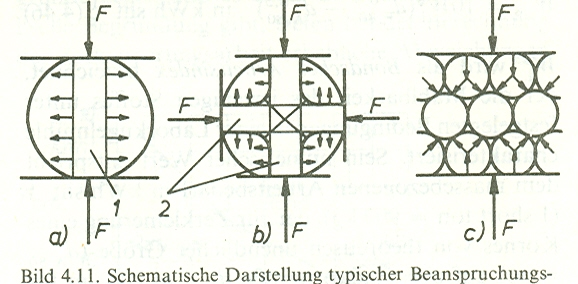 F F F
F F
1 2
a) F b) F c) F
Bild 4.11. Schematische Darstellung typischer Beanspruchungs-